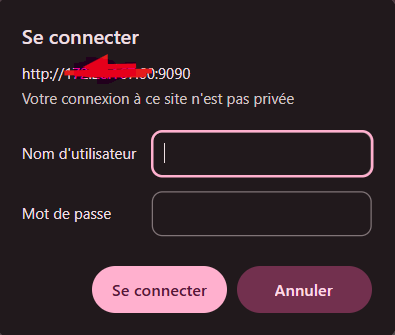 Se connecter
http://:9090
Votre connexion à ce site n'est pas privée
Nom d'utilisateur
Mot de passe
Se connecter
Annuler